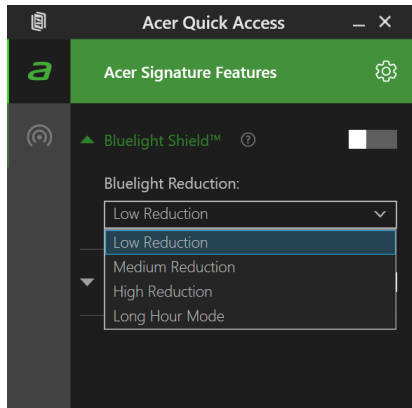 Acer Quick Access
Acer Signature Features
Bluelight Shield™ ?
Bluelight Reduction:
Low Reduction
Low Reduction
Medium Reduction
High Reduction
Long Hour Mode